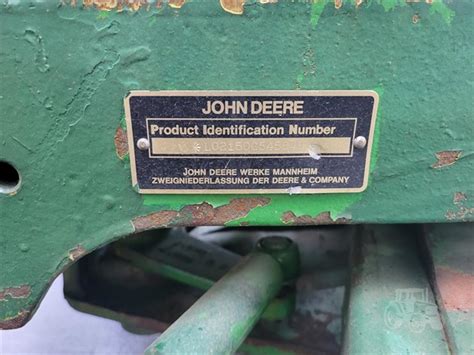 JOHN DEERE
Product Identification Number
JOHN DEERE WERKE MANNHEIM
ZWEIGNIEDERLASSUNG DER DEERE & COMPANY